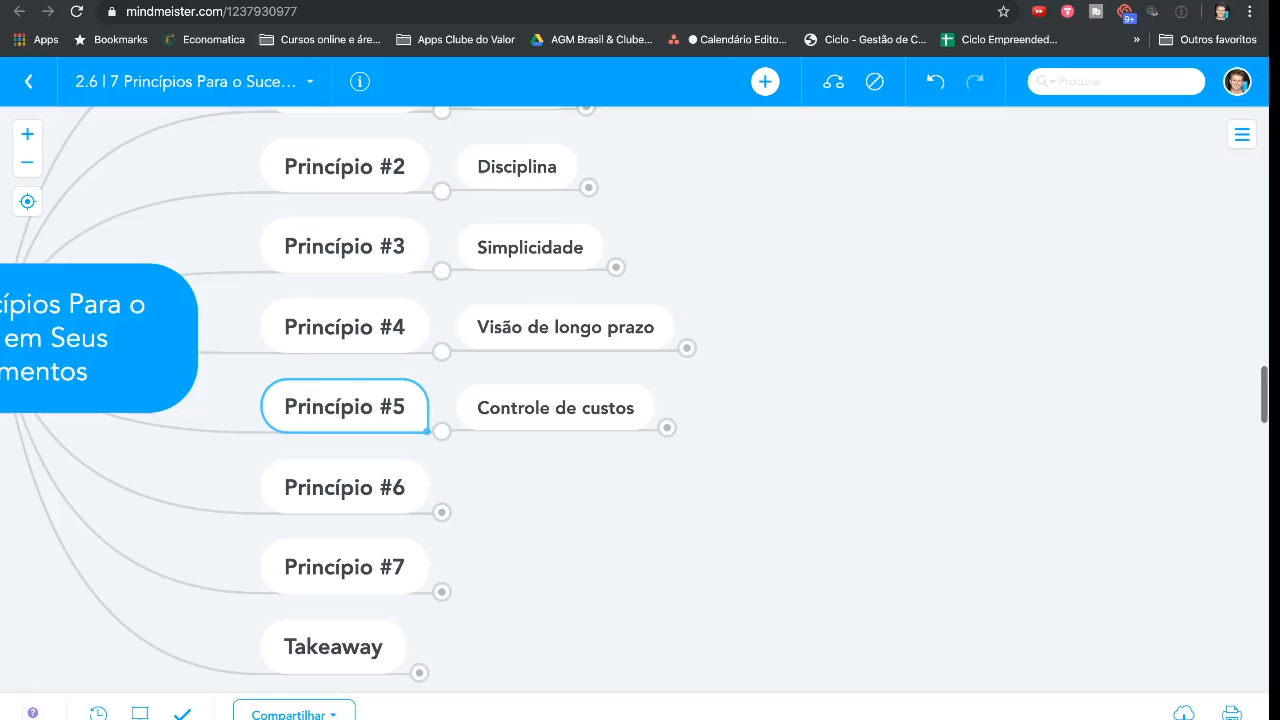 mindmeister.com/1237930977
9+
Apps
Bookmarks
Economatica
Cursos online e áre...
Apps Clube do Valor
AGM Brasil & Clube...
Calendário Edito...
Ciclo - Gestão de C...
Ciclo Empreended...
»
Outros favoritos
2.6 | 7 Princípios Para o Suce...
Procurar
Princípio #2
Disciplina
Princípio #3
Simplicidade
cípios Para o
em Seus
mentos
Princípio #4
Visão de longo prazo
Princípio #5
Controle de custos
Princípio #6
Princípio #7
Takeaway
?
Compartilhar